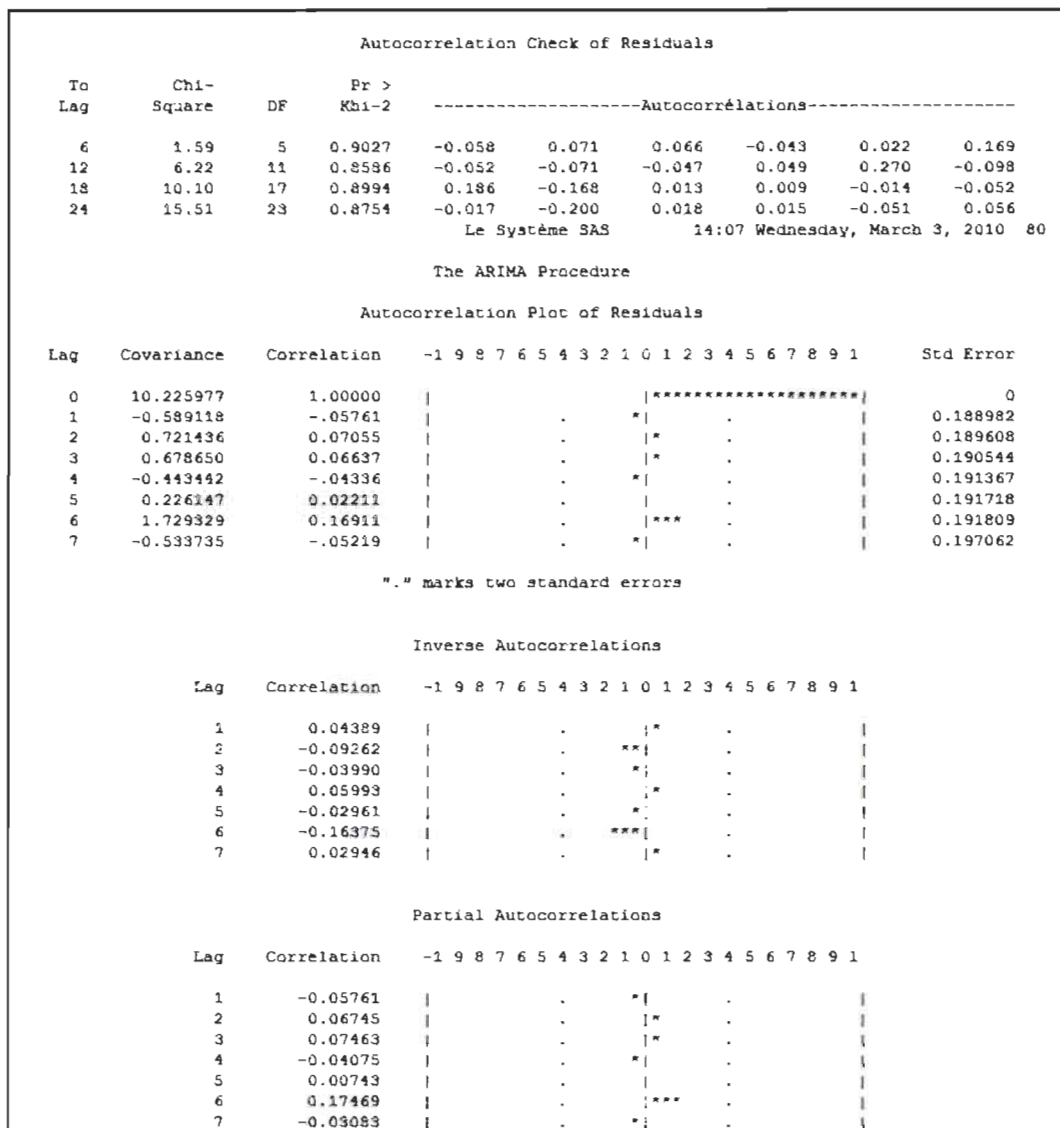 Autocorrelation Check of Residuals
To Chi- Pr >
Lag Square DF Khi-2 --------------------Autocorrélations--------------------
6 1.59 5 0.9027 -0.058 0.071 0.066 -0.043 0.022 0.169
12 6.22 11 0.8586 -0.052 -0.071 -0.047 0.049 0.270 -0.098
18 10.10 17 0.8994 0.186 -0.168 0.013 0.009 -0.014 -0.052
24 15.51 23 0.8754 -0.017 -0.200 0.018 0.015 -0.051 0.056
Le Système SAS 14:07 Wednesday, March 3, 2010 80
The ARIMA Procedure
Autocorrelation Plot of Residuals
Lag Covariance Correlation -1 9 8 7 6 5 4 3 2 1 0 1 2 3 4 5 6 7 8 9 1 Std Error
0 10.225977 1.00000 | |********************| 0
1 -0.589118 -.05761 | . *| . | 0.188982
2 0.721436 0.07055 | . |* . | 0.189608
3 0.678650 0.06637 | . |* . | 0.190544
4 -0.443442 -.04336 | . *| . | 0.191367
5 0.226147 0.02211 | . | . | 0.191718
6 1.729329 0.16911 | . |*** . | 0.191809
7 -0.533735 -.05219 | . *| . | 0.197062
"." marks two standard errors
Inverse Autocorrelations
Lag Correlation -1 9 8 7 6 5 4 3 2 1 0 1 2 3 4 5 6 7 8 9 1
1 0.04389 | . |* . |
2 -0.09262 | . **| . |
3 -0.03990 | . *| . |
4 0.05993 | . |* . |
5 -0.02961 | . *| . |
6 -0.16375 | . ***| . |
7 0.02946 | . |* . |
Partial Autocorrelations
Lag Correlation -1 9 8 7 6 5 4 3 2 1 0 1 2 3 4 5 6 7 8 9 1
1 -0.05761 | . *| . |
2 0.06745 | . |* . |
3 0.07463 | . |* . |
4 -0.04075 | . *| . |
5 0.00743 | . | . |
6 0.17469 | . |*** . |
7 -0.03083 | . *| . |